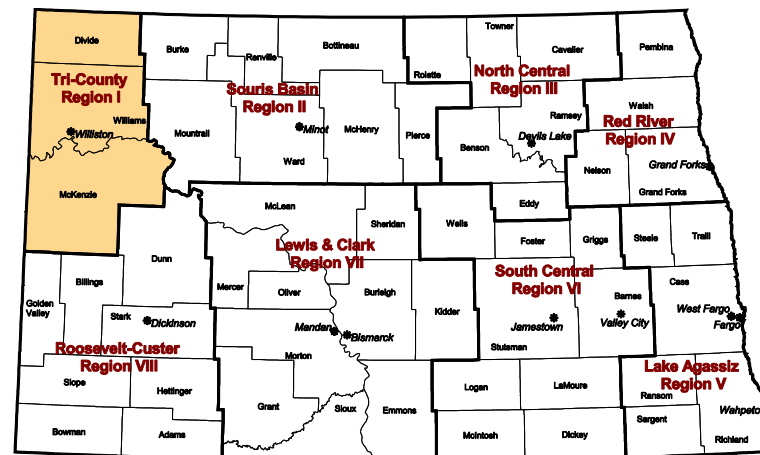 Divide
Burke
Renville
Bottineau
Rolette
Towner
Cavalier
Pembina
Tri-County
Region I
Williams
Williston
McKenzie
Souris Basin
Region II
Mountrail
Minot
Ward
McHenry
Pierce
North Central
Region III
Benson
Ramsey
Devils Lake
Eddy
Walsh
Red River
Region IV
Nelson
Grand Forks
Grand Forks
McLean
Sheridan
Lewis & Clark
Region VII
Mercer
Oliver
Burleigh
Kidder
Mandan
Bismarck
Morton
Grant
Sioux
Emmons
Wells
Foster
Griggs
South Central
Region VI
Barnes
Jamestown
Valley City
Stutsman
Logan
LaMoure
McIntosh
Dickey
Steele
Traill
Cass
West Fargo
Fargo
Lake Agassiz
Region V
Ransom
Sargent
Wahpeto
Richland
Dunn
Billings
Golden
Valley
Stark
Dickinson
Roosevelt-Custer
Region VIII
Slope
Hettinger
Bowman
Adams